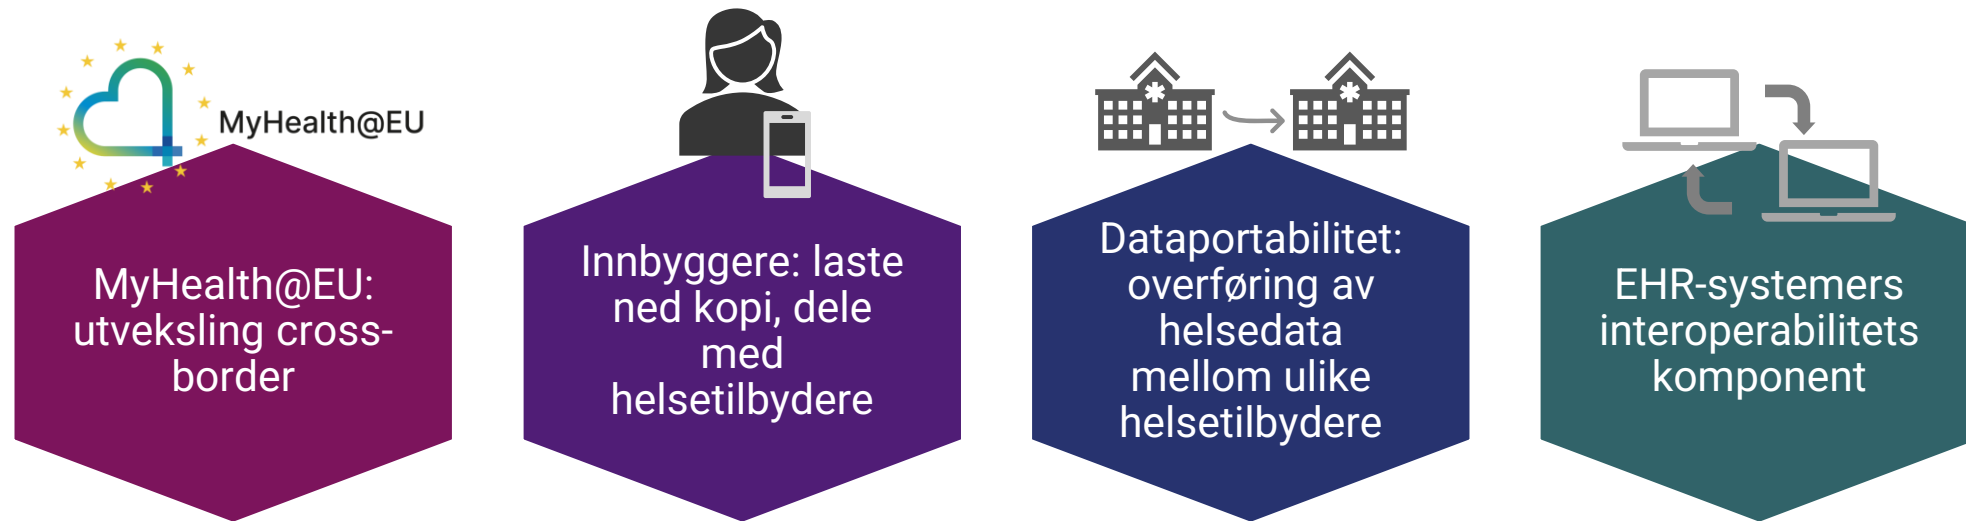 MyHealth@EU
MyHealth@EU:
utveksling cross-
border
Innbyggere: laste
ned kopi, dele
med
helsetilbydere
Dataportabilitet:
overføring av
helsedata
mellom ulike
helsetilbydere
EHR-systemers
interoperabilitets
komponent